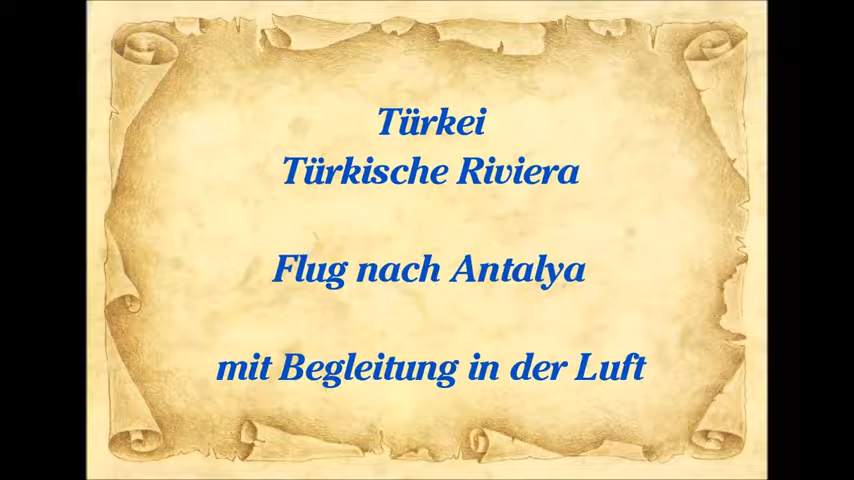 Türkei
Türkische Riviera
Flug nach Antalya
mit Begleitung in der Luft